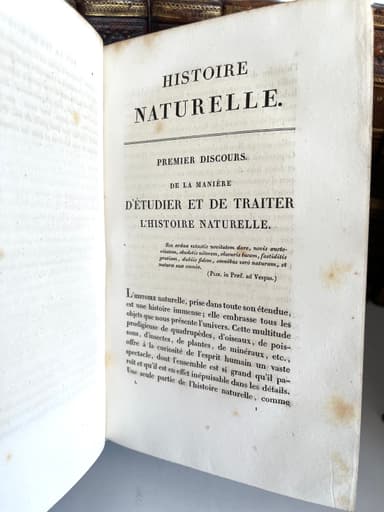 HISTOIRE
NATURELLE.
PREMIER DISCOURS.
DE LA MANIÈRE
D'ÉTUDIER ET DE TRAITER
L'HISTOIRE NATURELLE.
Res ardua vetustis novitatem dare, novis aucto-
ritatem, obsoletis nitorem, obscuris lucem, fastiditis
gratiam, dubiis fidem, omnibus verò naturam, et
naturæ suæ omnia.
(PLIN. in Præf. ad Vespas.)
L'HISTOIRE naturelle, prise dans toute son étendue,
est une histoire immense; elle embrasse tous les
objets que nous présente l'univers. Cette multitude
prodigieuse de quadrupèdes, d'oiseaux, de pois-
sons, d'insectes, de plantes, de minéraux, etc.,
offre à la curiosité de l'esprit humain un vaste
spectacle, dont l'ensemble est si grand qu'il pa-
roît et qu'il est en effet inépuisable dans les détails.
Une seule partie de l'histoire naturelle, comme
1